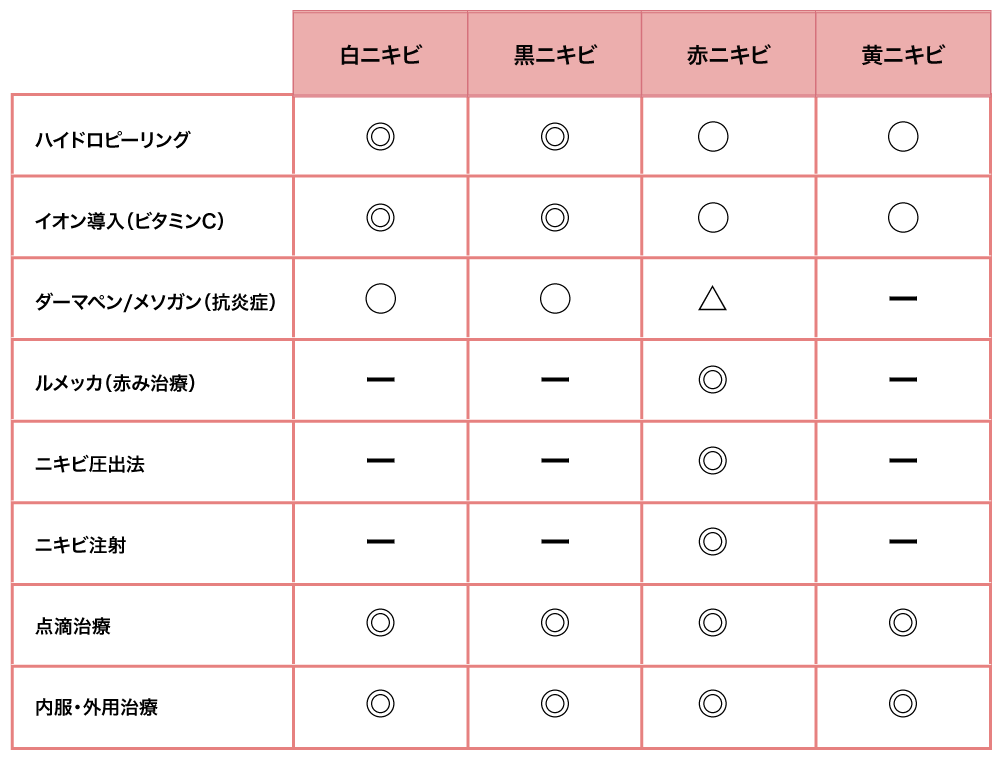 白ニキビ 黒ニキビ 赤ニキビ 黄ニキビ
ハイドロピーリング ◎ ◎ ○ ○
イオン導入（ビタミンC） ◎ ◎ ○ ○
ダーマペン/メソガン（抗炎症） ○ ○ △ ー
ルメッカ（赤み治療） ー ー ◎ ー
ニキビ圧出法 ー ー ◎ ー
ニキビ注射 ー ー ◎ ー
点滴治療 ◎ ◎ ◎ ◎
内服・外用治療 ◎ ◎ ◎ ◎